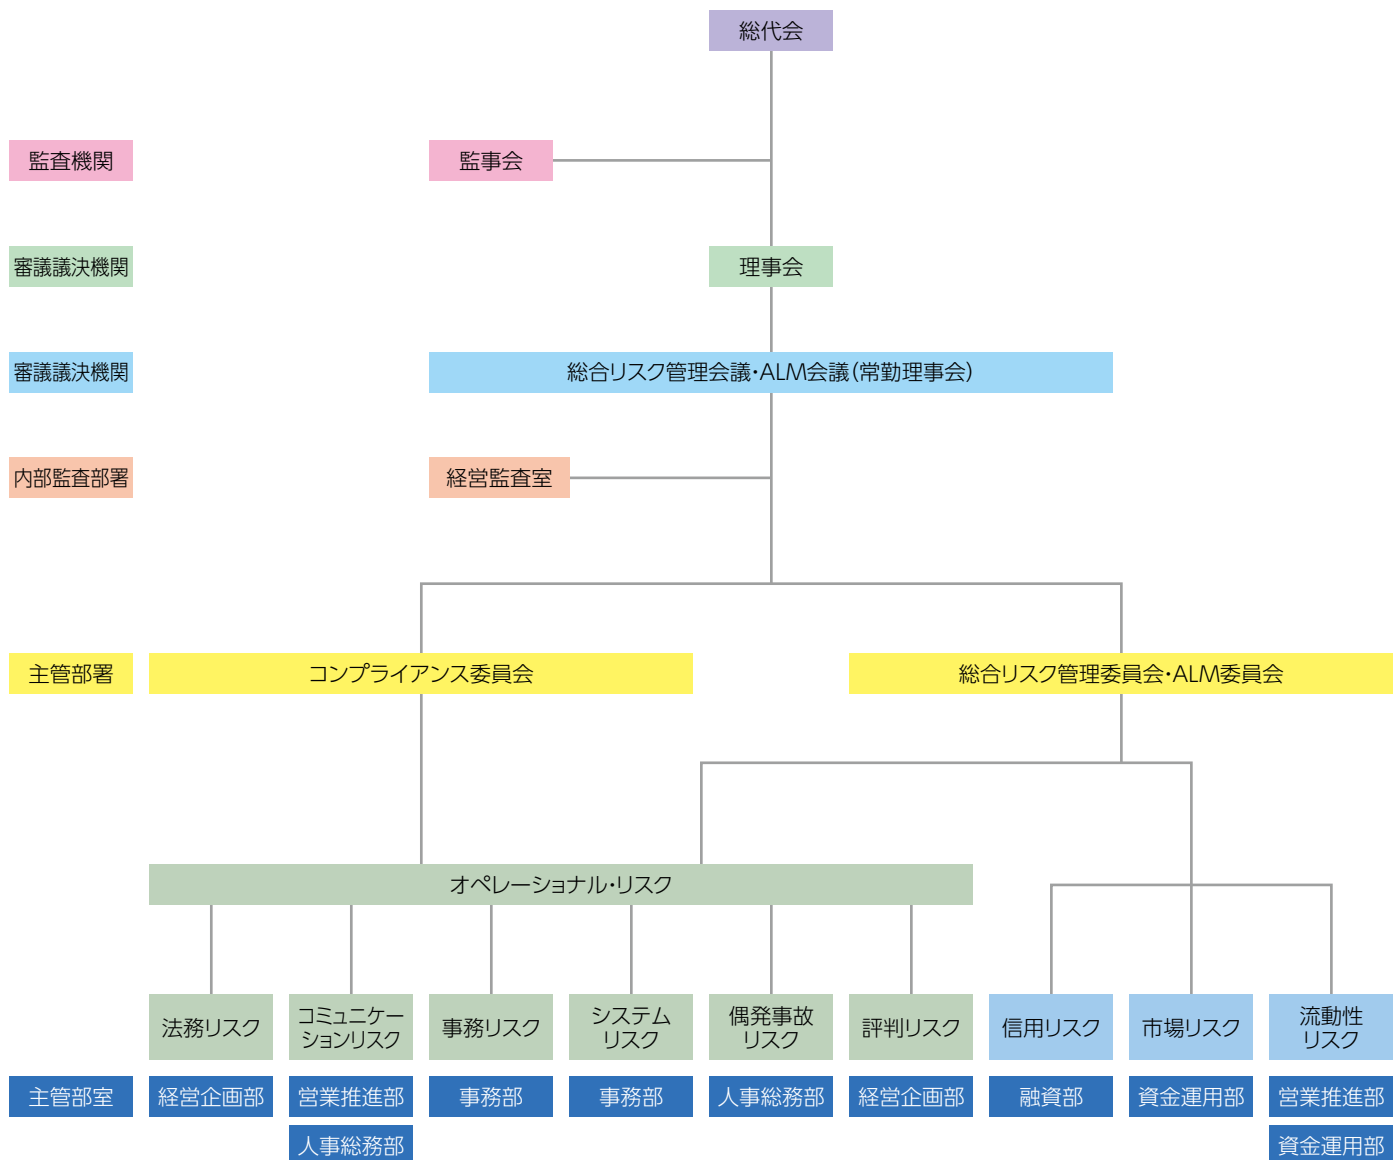 総代会
監査機関
監事会
審議議決機関
理事会
審議議決機関
総合リスク管理会議・ALM会議(常勤理事会)
内部監査部署
経営監査室
主管部署
コンプライアンス委員会
総合リスク管理委員会・ALM委員会
オペレーショナル・リスク
法務リスク
コミュニケー
ションリスク
事務リスク
システム
リスク
偶発事故
リスク
評判リスク
信用リスク
市場リスク
流動性
リスク
主管部室
経営企画部
営業推進部
事務部
事務部
人事総務部
経営企画部
融資部
資金運用部
営業推進部
人事総務部
資金運用部